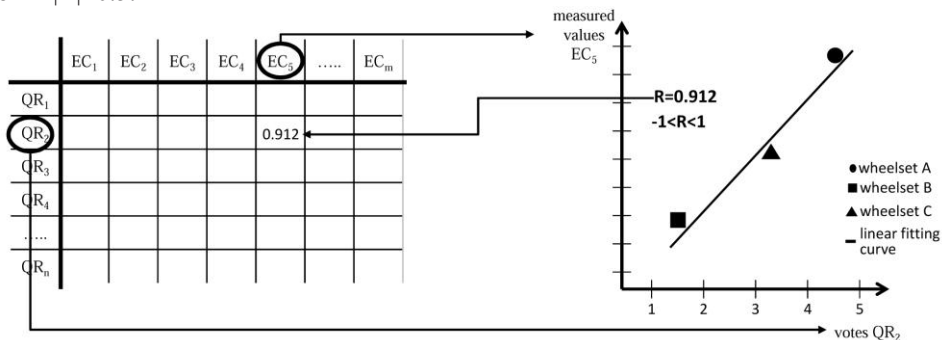 measured
values
EC5
EC1 EC2 EC3 EC4 EC5 ..... ECm
QR1
QR2 0.912
QR3
QR4
.....
QRn
R=0.912
-1<R<1
wheelset A
wheelset B
wheelset C
linear fitting
curve
1 2 3 4 5
votes QR2